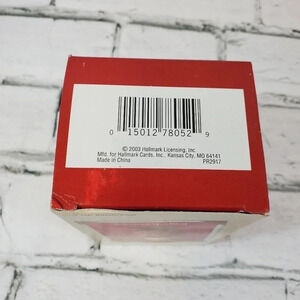 0 15012 78052 9
© 2003 Hallmark Licensing, Inc.
Mfd. for Hallmark Cards, Inc., Kansas City, MO 64141
Made in China PR2917